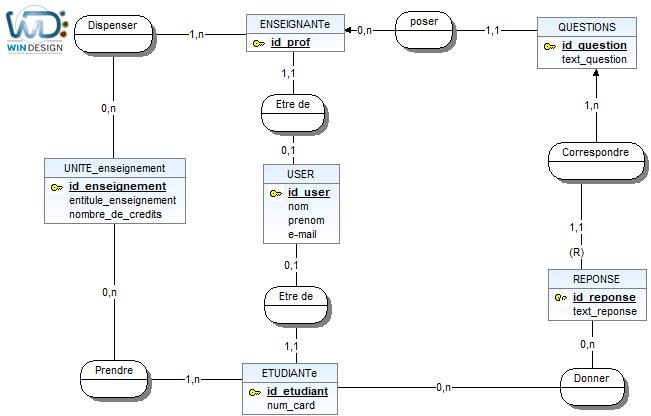 WD:
WINDESIGN
Dispenser
1,n
ENSEIGNANTe
id_prof
0,n
poser
1,1
QUESTIONS
id_question
text_question
1,1
0,n
Etre de
1,n
0,1
Correspondre
UNITE_enseignement
id_enseignement
entitule_enseignement
nombre_de_credits
USER
id_user
nom
prenom
e-mail
1,1
(R)
0,1
REPONSE
id_reponse
text_reponse
0,n
Etre de
1,1
0,n
Prendre
1,n
ETUDIANTe
id_etudiant
num_card
0,n
Donner